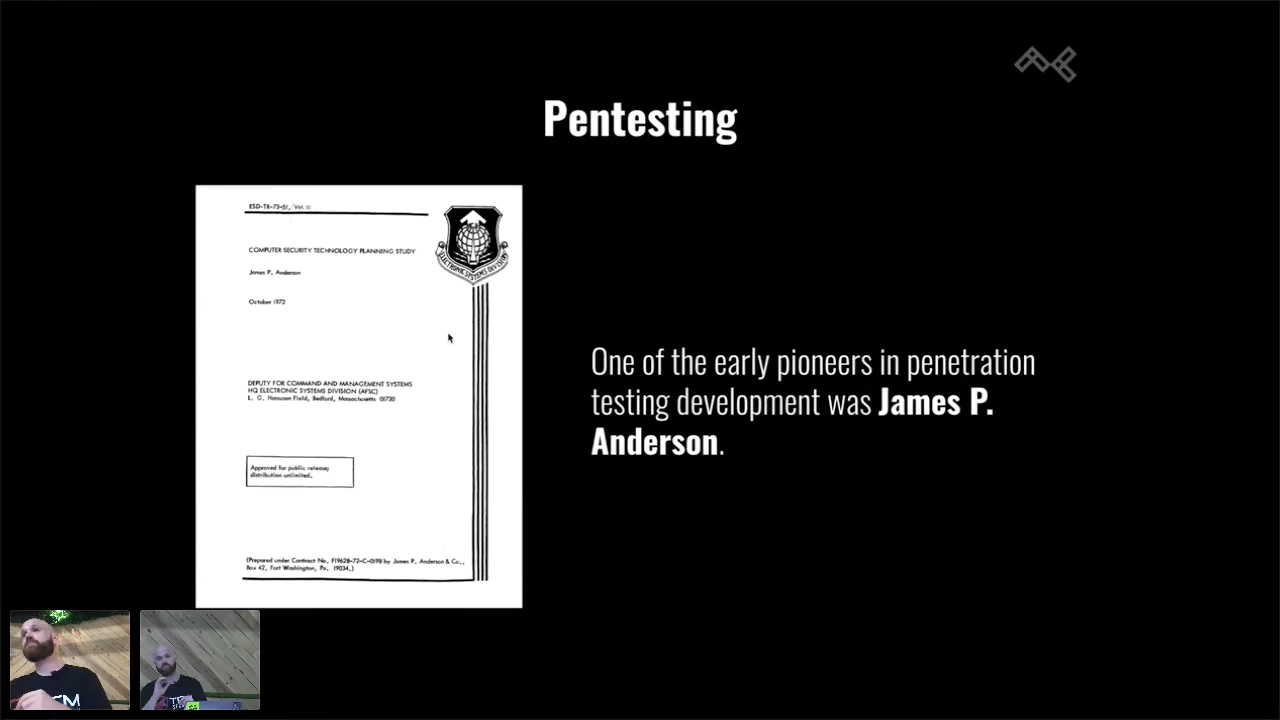 Pentesting
ESD-TR-73-51, Vol. II
COMPUTER SECURITY TECHNOLOGY PLANNING STUDY
James P. Anderson
October 1972
ELECTRONIC SYSTEMS DIVISION
DEPUTY FOR COMMAND AND MANAGEMENT SYSTEMS
HQ ELECTRONIC SYSTEMS DIVISION (AFSC)
L. G. Hanscom Field, Bedford, Massachusetts 01730
Approved for public release;
distribution unlimited.
(Prepared under Contract No. F19628-72-C-0198 by James P. Anderson & Co.,
Box 42, Fort Washington, Pa. 19034.)
One of the early pioneers in penetration
testing development was James P.
Anderson.